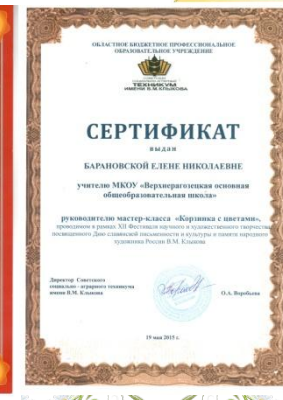 ОБЛАСТНОЕ БЮДЖЕТНОЕ ПРОФЕССИОНАЛЬНОЕ
ОБРАЗОВАТЕЛЬНОЕ УЧРЕЖДЕНИЕ
ТЕХНИКУМ
ИМЕНИ В.М.КЛЫКОВА
СЕРТИФИКАТ
выдан
БАРАНОВСКОЙ ЕЛЕНЕ НИКОЛАЕВНЕ
учителю МКОУ «Верхнерагозецкая основная
общеобразовательная школа»
руководителю мастер-класса «Корзинка с цветами»,
проводимом в рамках XII Фестиваля научного и художественного творчества
посвященного Дню славянской письменности и культуры и памяти народного
художника России В.М. Клыкова
Директор Советского
социально - аграрного техникума
имени В.М. Клыкова
О.А. Воробьева
19 мая 2015 г.